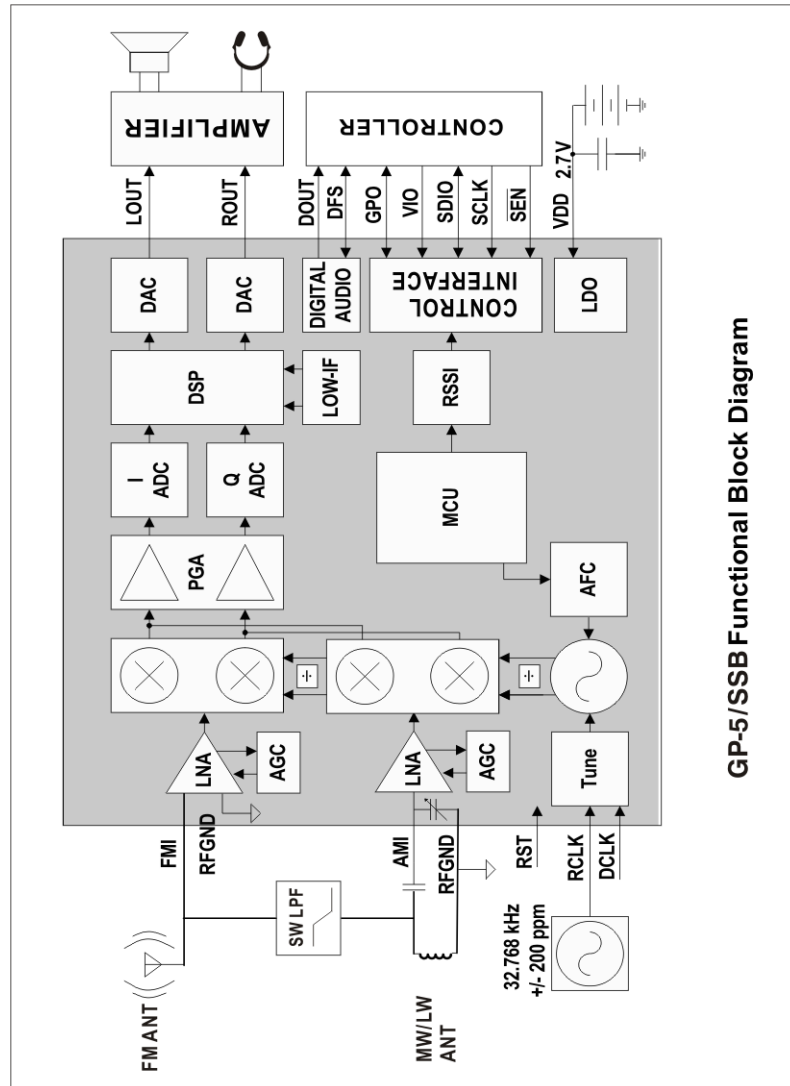 FM ANT
MW/LW
ANT
SW LPF
32.768 kHz
+/- 200 ppm
FMI
RFGND
AMI
RFGND
RST
RCLK
DCLK
LNA
AGC
LNA
AGC
Tune
÷
÷
AFC
PGA
I
ADC
Q
ADC
MCU
DSP
LOW-IF
RSSI
DAC
DAC
DIGITAL
AUDIO
CONTROL
INTERFACE
LDO
LOUT
ROUT
DOUT
DFS
GPO
VIO
SDIO
SCLK
SEN
VDD
2.7V
AMPLIFIER
CONTROLLER
GP-5/SSB Functional Block Diagram